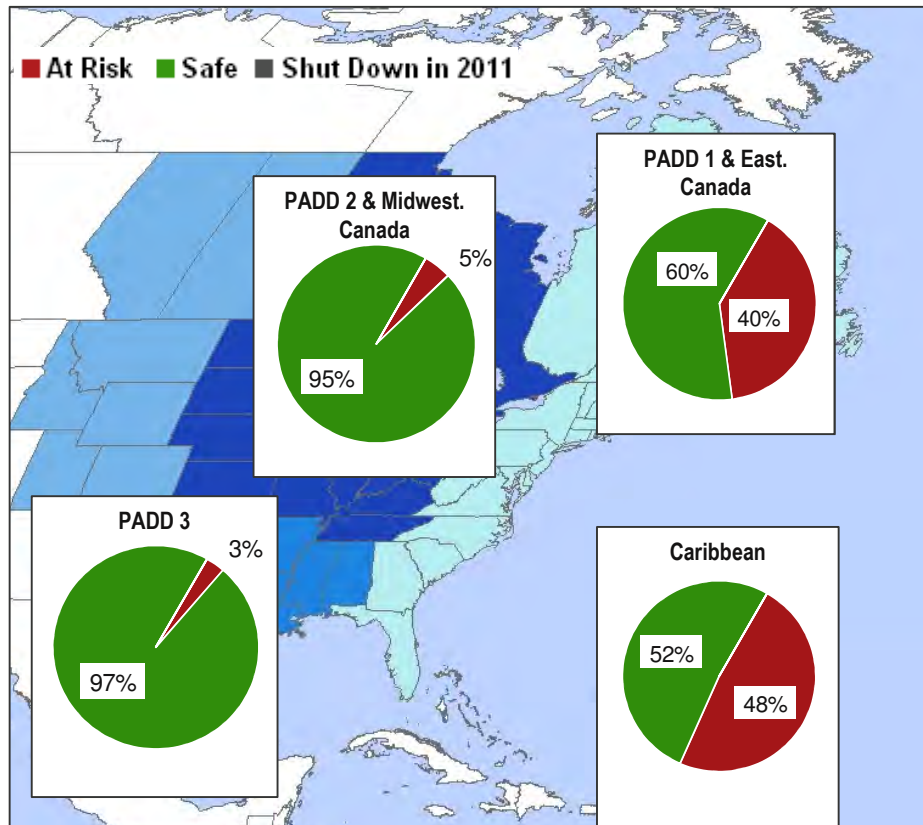 At Risk Safe Shut Down in 2011
PADD 1 & East.
Canada
60%
40%
PADD 2 & Midwest.
Canada
5%
95%
PADD 3
3%
97%
Caribbean
52%
48%